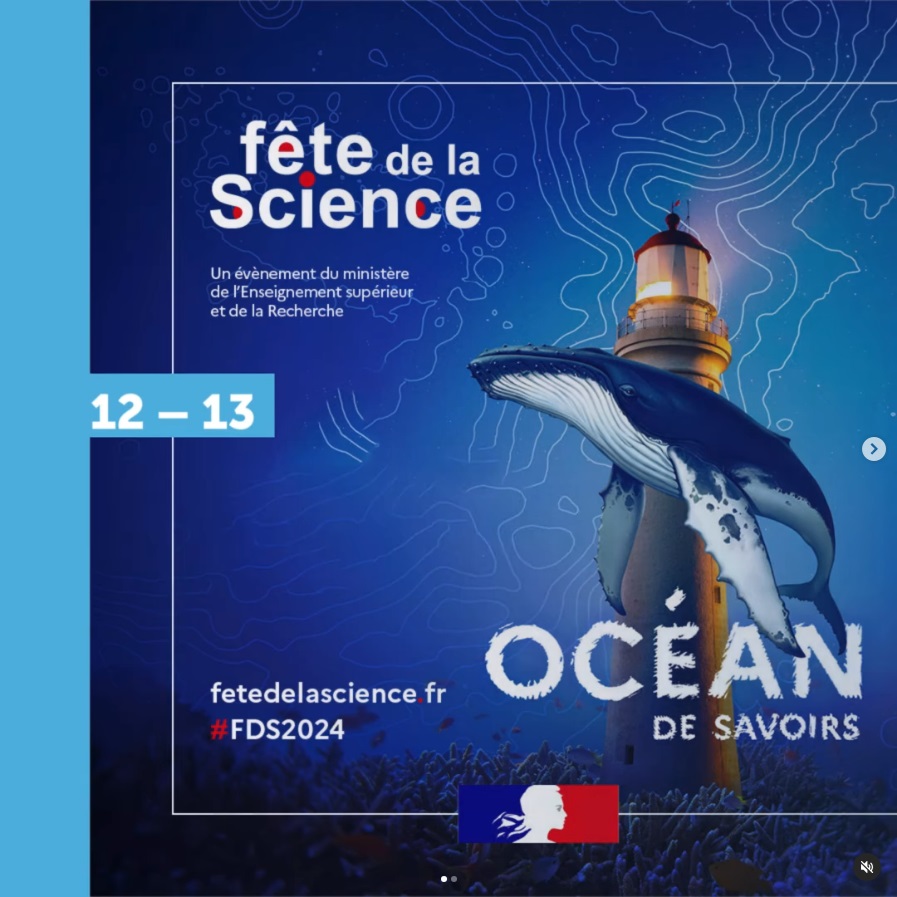 fête de la
Science
Un évènement du ministère
de l'Enseignement supérieur
et de la Recherche
12 – 13
OCÉAN
DE SAVOIRS
fetedelascience.fr
#FDS2024